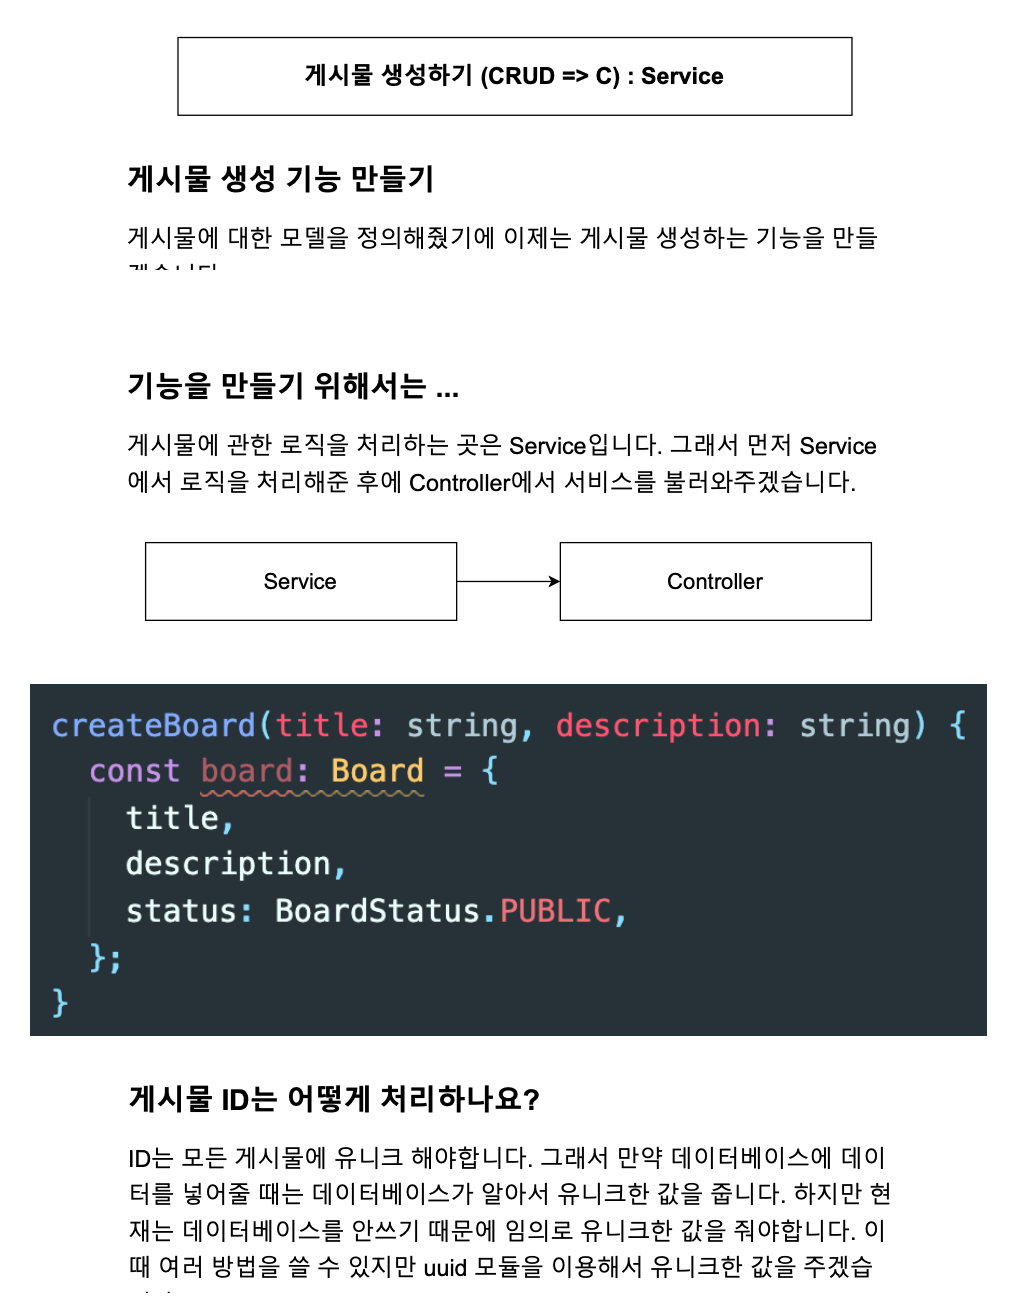 게시물 생성하기 (CRUD => C) : Service
게시물 생성 기능 만들기
게시물에 대한 모델을 정의해줬기에 이제는 게시물 생성하는 기능을 만들
기능을 만들기 위해서는 ...
게시물에 관한 로직을 처리하는 곳은 Service입니다. 그래서 먼저 Service
에서 로직을 처리해준 후에 Controller에서 서비스를 불러와주겠습니다.
Service
Controller
createBoard(title: string, description: string) {
const board: Board = {
title,
description,
status: BoardStatus.PUBLIC,
};
}
게시물 ID는 어떻게 처리하나요?
ID는 모든 게시물에 유니크 해야합니다. 그래서 만약 데이터베이스에 데이
터를 넣어줄 때는 데이터베이스가 알아서 유니크한 값을 줍니다. 하지만 현
재는 데이터베이스를 안쓰기 때문에 임의로 유니크한 값을 줘야합니다. 이
때 여러 방법을 쓸 수 있지만 uuid 모듈을 이용해서 유니크한 값을 주겠습